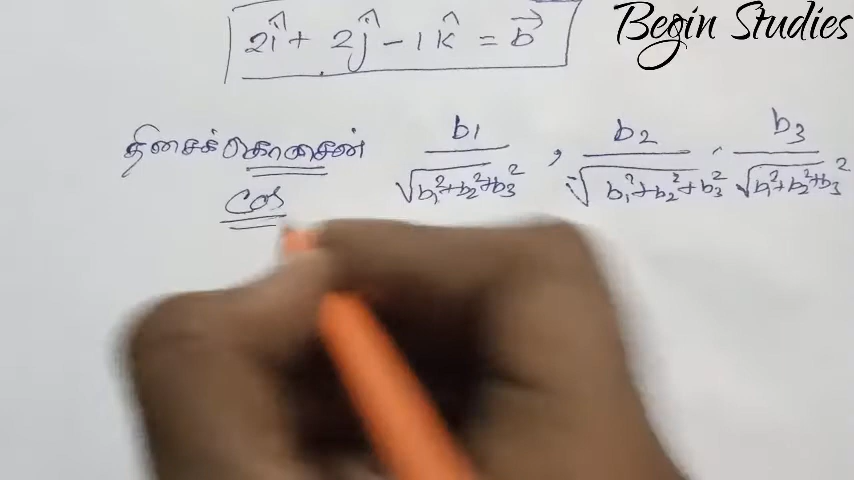 Begin Studies
2î + 2ĵ - 1k̂ = b⃗
திசைக் கொசைன் b1/√(b1²+b2²+b3²) , b2/√(b1²+b2²+b3²) , b3/√(b1²+b2²+b3²)
Cos